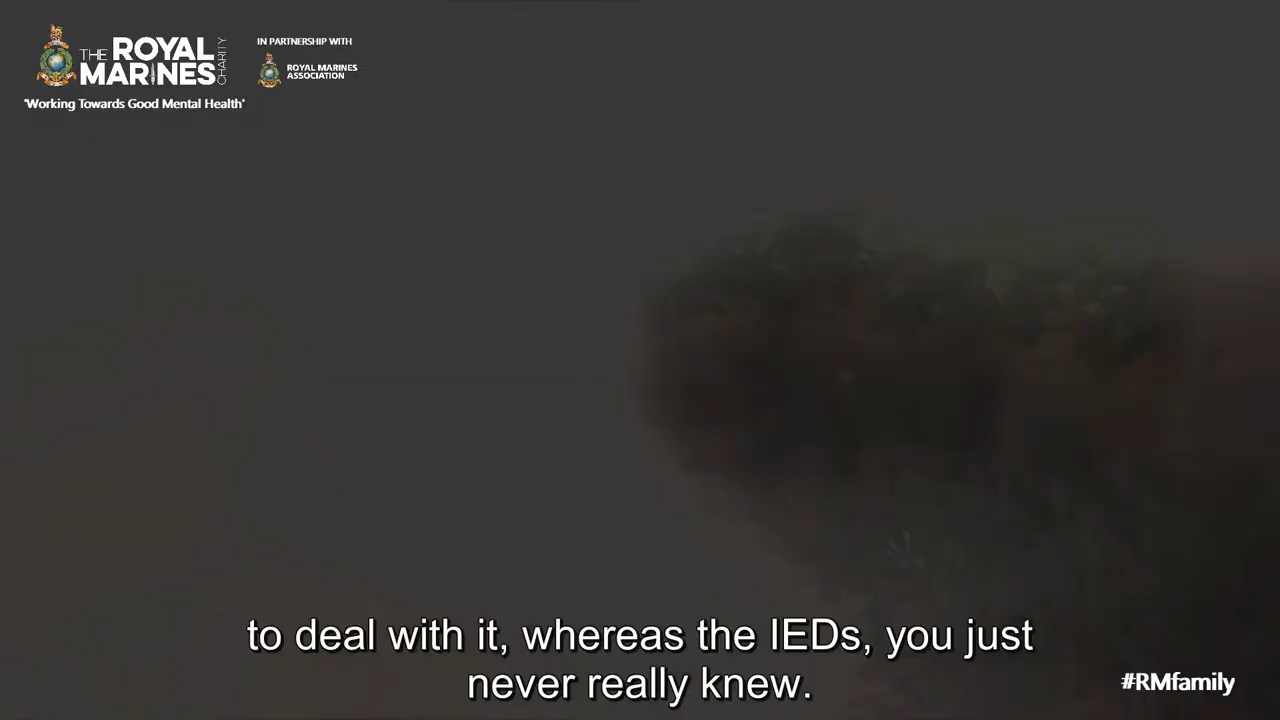 THE ROYAL MARINES CHARITY
'Working Towards Good Mental Health'
IN PARTNERSHIP WITH
ROYAL MARINES
ASSOCIATION
to deal with it, whereas the IEDs, you just
never really knew.
#RMfamily